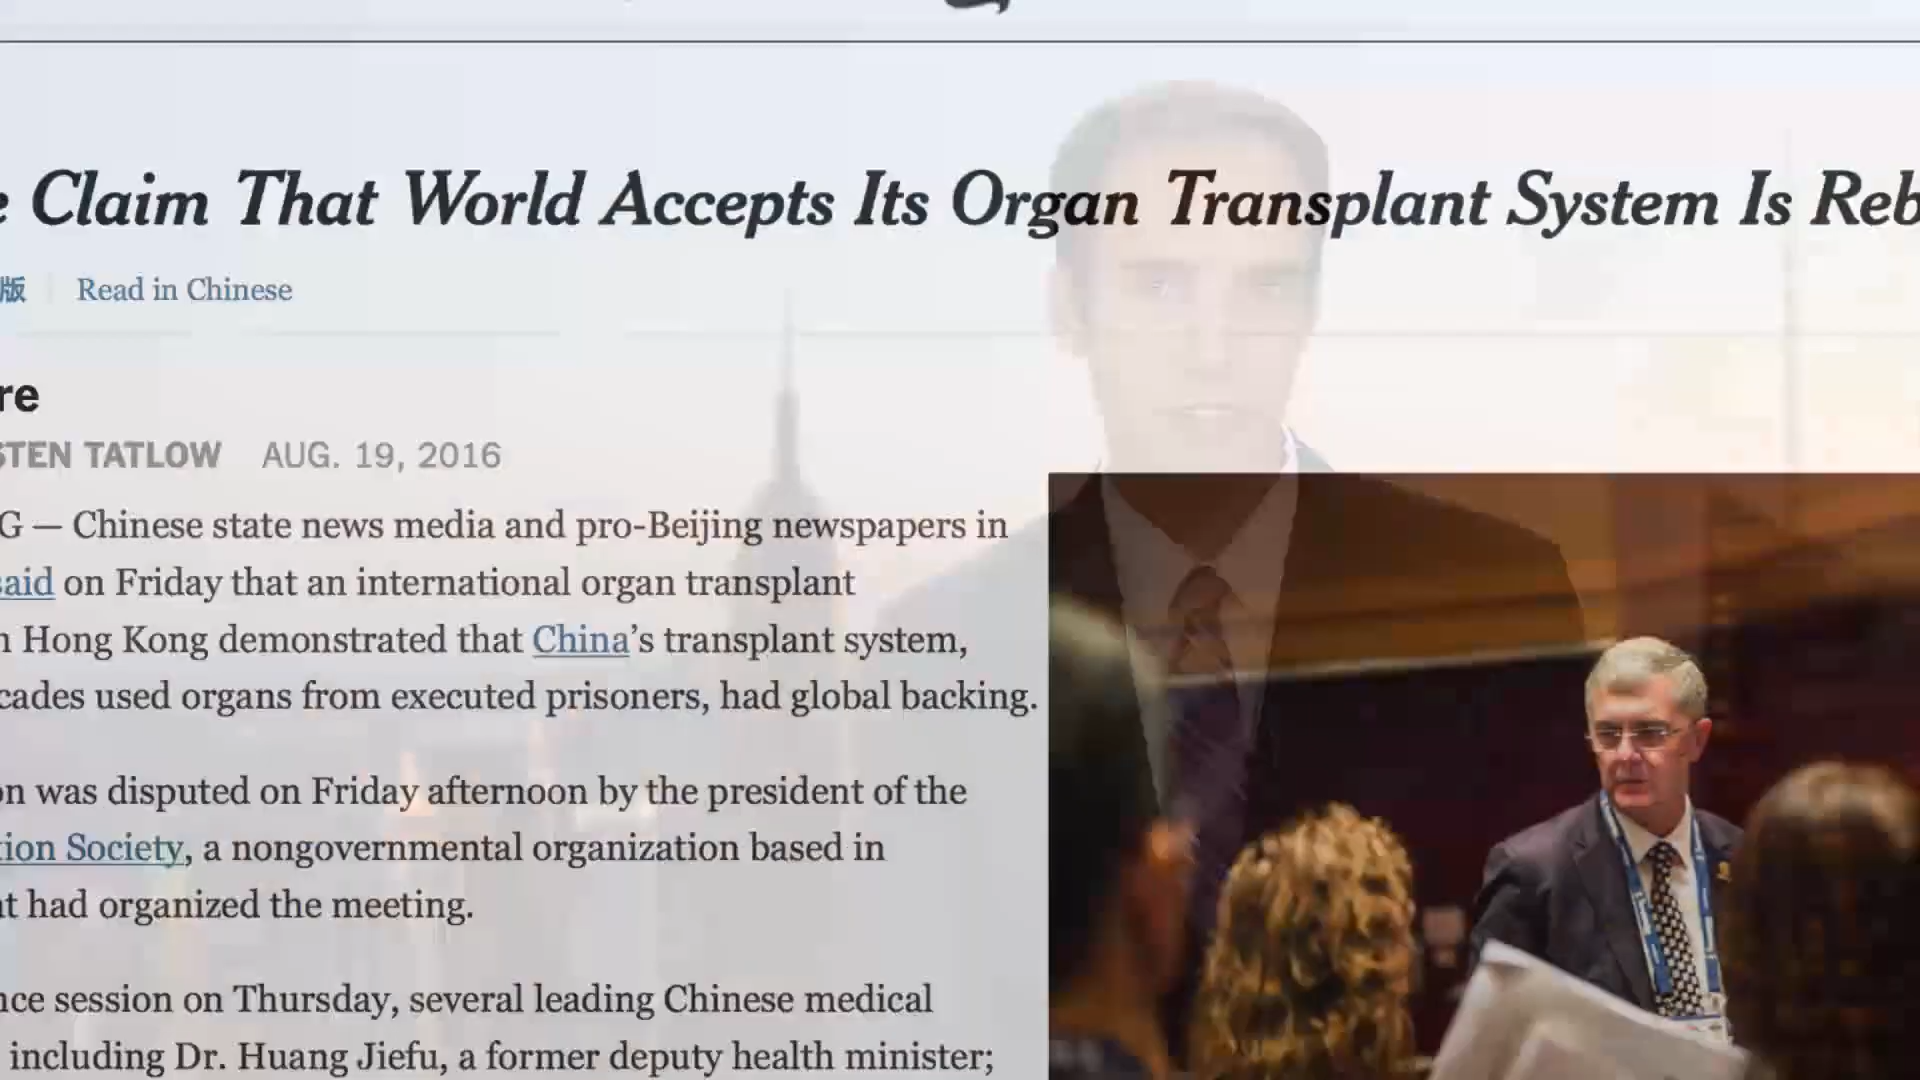 e Claim That World Accepts Its Organ Transplant System Is Reb
版 Read in Chinese
re
STEN TATLOW AUG. 19, 2016
G — Chinese state news media and pro-Beijing newspapers in
said on Friday that an international organ transplant
n Hong Kong demonstrated that China’s transplant system,
cades used organs from executed prisoners, had global backing.
on was disputed on Friday afternoon by the president of the
tion Society, a nongovernmental organization based in
at had organized the meeting.
nce session on Thursday, several leading Chinese medical
including Dr. Huang Jiefu, a former deputy health minister;